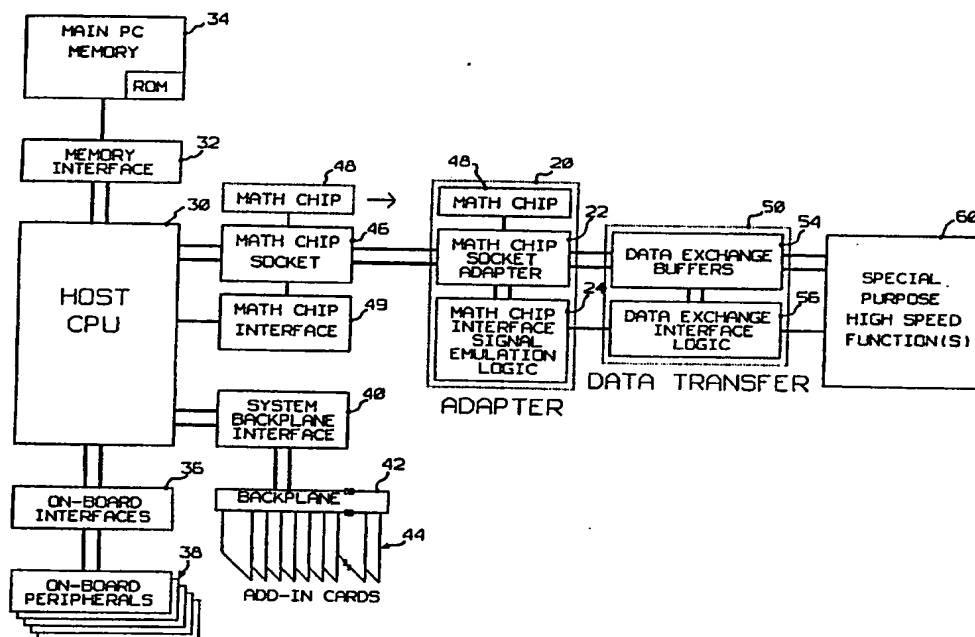 34
MAIN PC
MEMORY
ROM
32
MEMORY
INTERFACE
30
HOST
CPU
48
MATH CHIP
46
MATH CHIP
SOCKET
MATH CHIP
INTERFACE
49
48
20
MATH CHIP
22
MATH CHIP
SOCKET
ADAPTER
24
MATH CHIP
INTERFACE
SIGNAL
EMULATION
LOGIC
ADAPTER
50
54
DATA EXCHANGE
BUFFERS
56
DATA EXCHANGE
INTERFACE
LOGIC
DATA TRANSFER
60
SPECIAL
PURPOSE
HIGH SPEED
FUNCTION(S)
40
SYSTEM
BACKPLANE
INTERFACE
42
BACKPLANE
44
ADD-IN CARDS
36
ON-BOARD
INTERFACES
38
ON-BOARD
PERIPHERALS